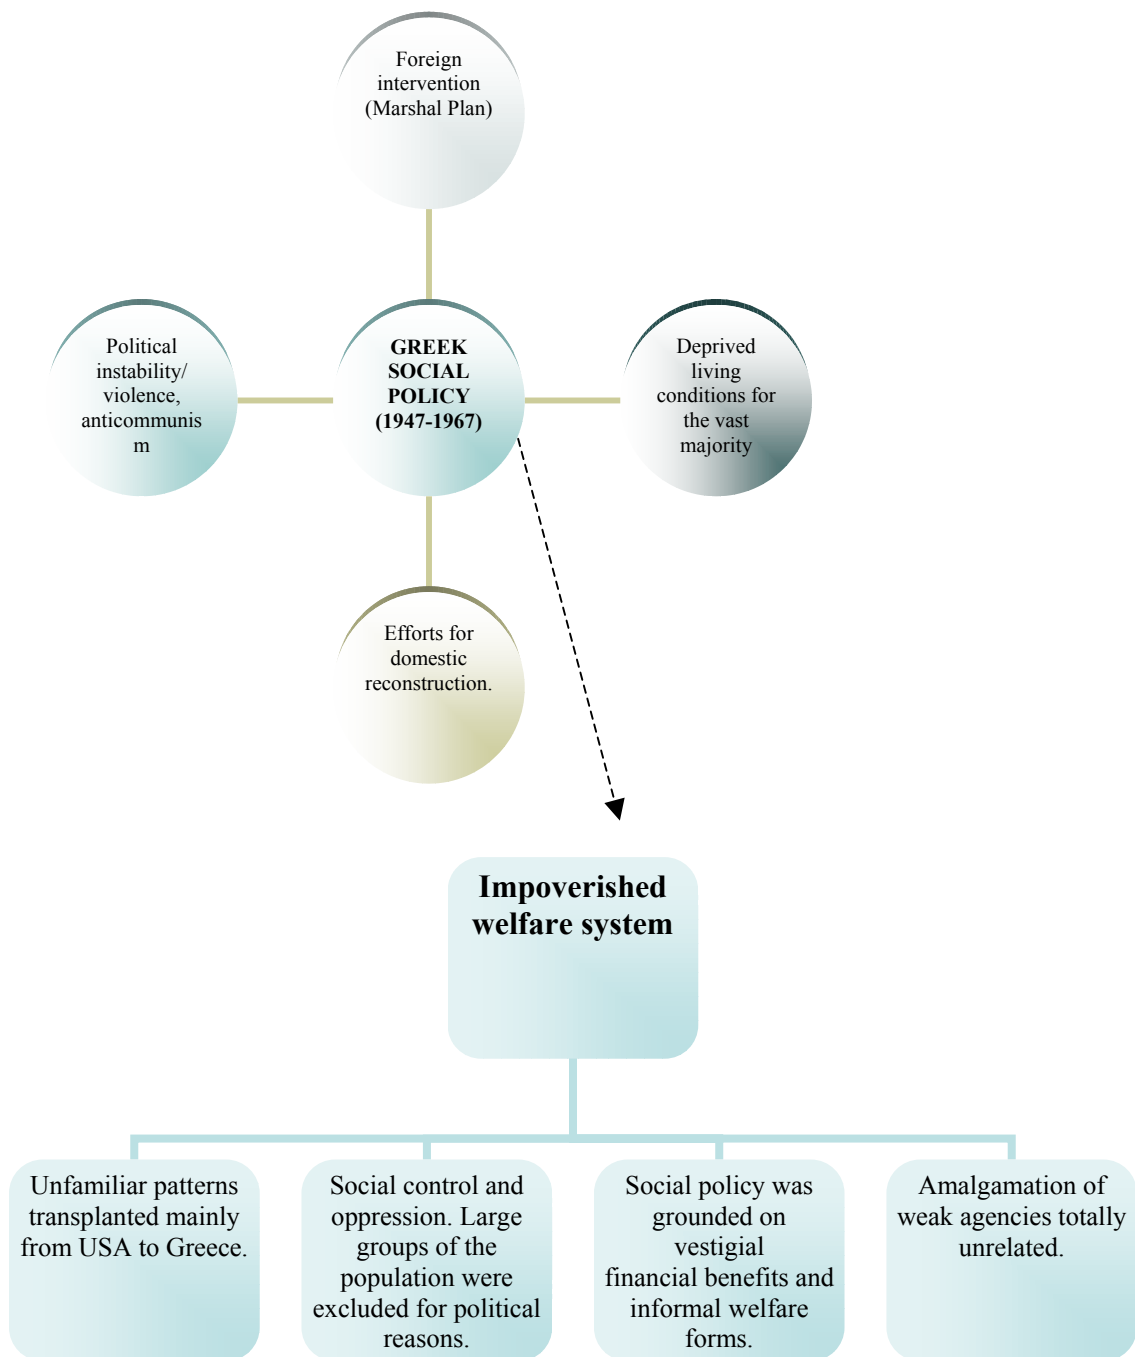 Foreign
intervention
(Marshal Plan)
Political
instability/
violence,
anticommunis
m
GREEK
SOCIAL
POLICY
(1947-1967)
Deprived
living
conditions for
the vast
majority
Efforts for
domestic
reconstruction.
Impoverished
welfare system
Unfamiliar patterns
transplanted mainly
from USA to Greece.
Social control and
oppression. Large
groups of the
population were
excluded for political
reasons.
Social policy was
grounded on
vestigial
financial benefits and
informal welfare
forms.
Amalgamation of
weak agencies totally
unrelated.